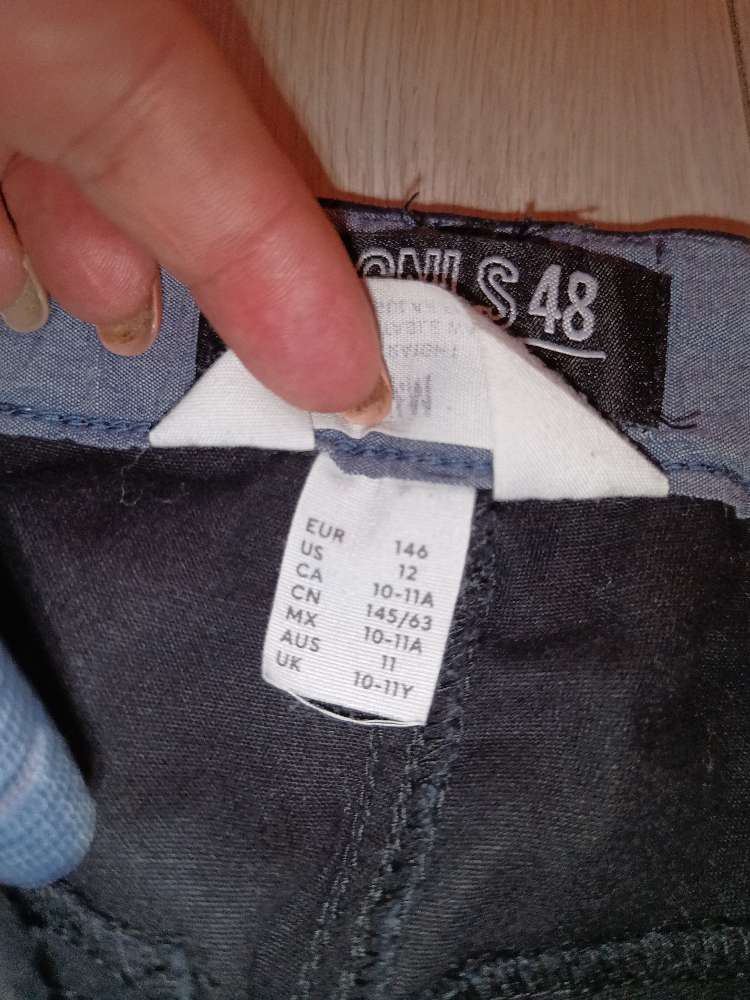 48
EUR 146
US 12
CA 10-11A
CN 145/63
MX 10-11A
AUS 11
UK 10-11Y